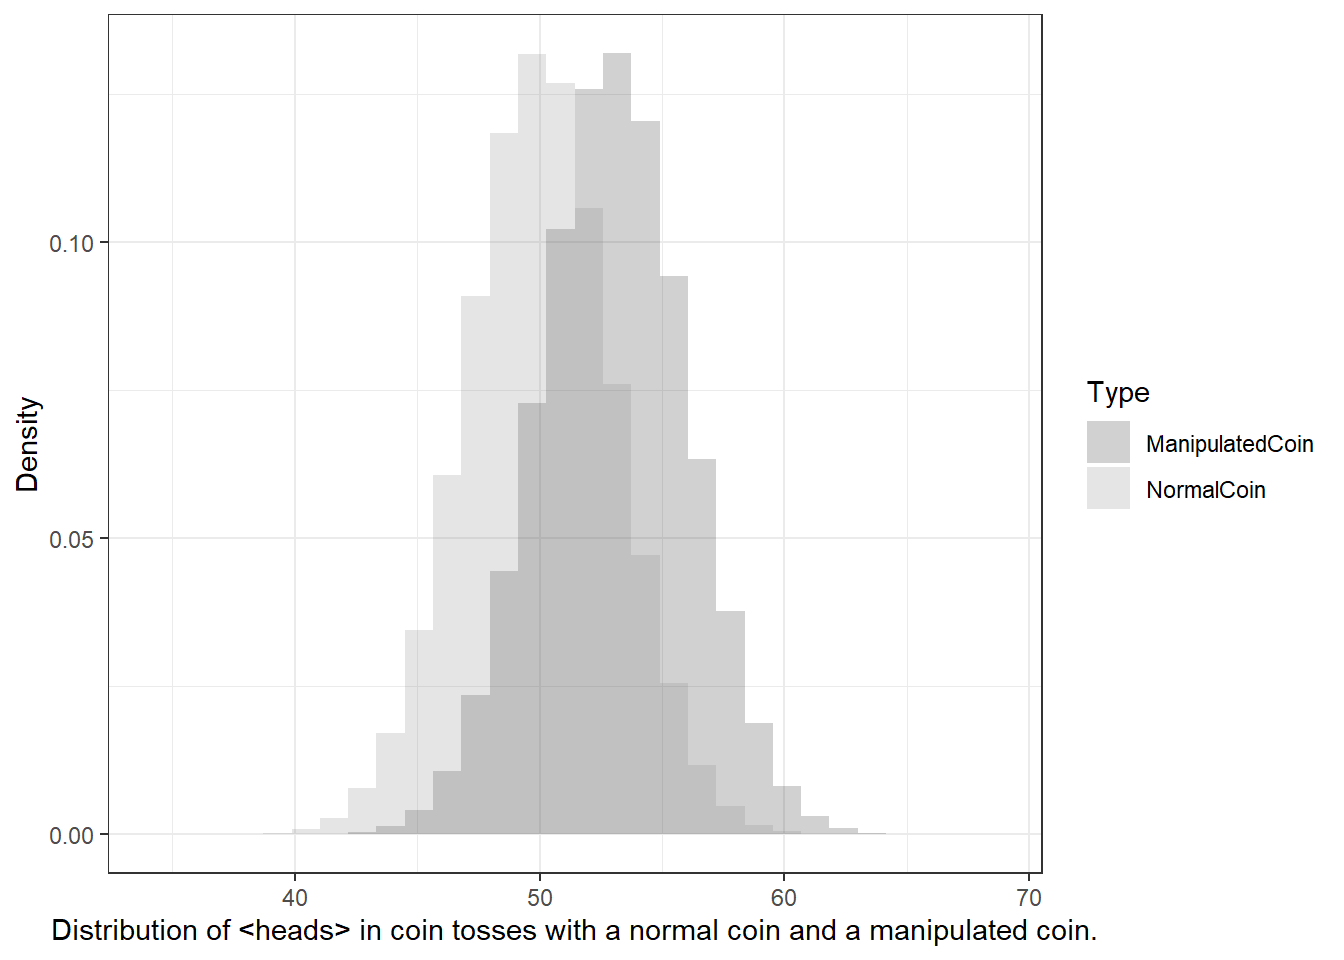 0.10
0.05
0.00
Density
40 50 60 70
Distribution of <heads> in coin tosses with a normal coin and a manipulated coin.
Type
ManipulatedCoin
NormalCoin